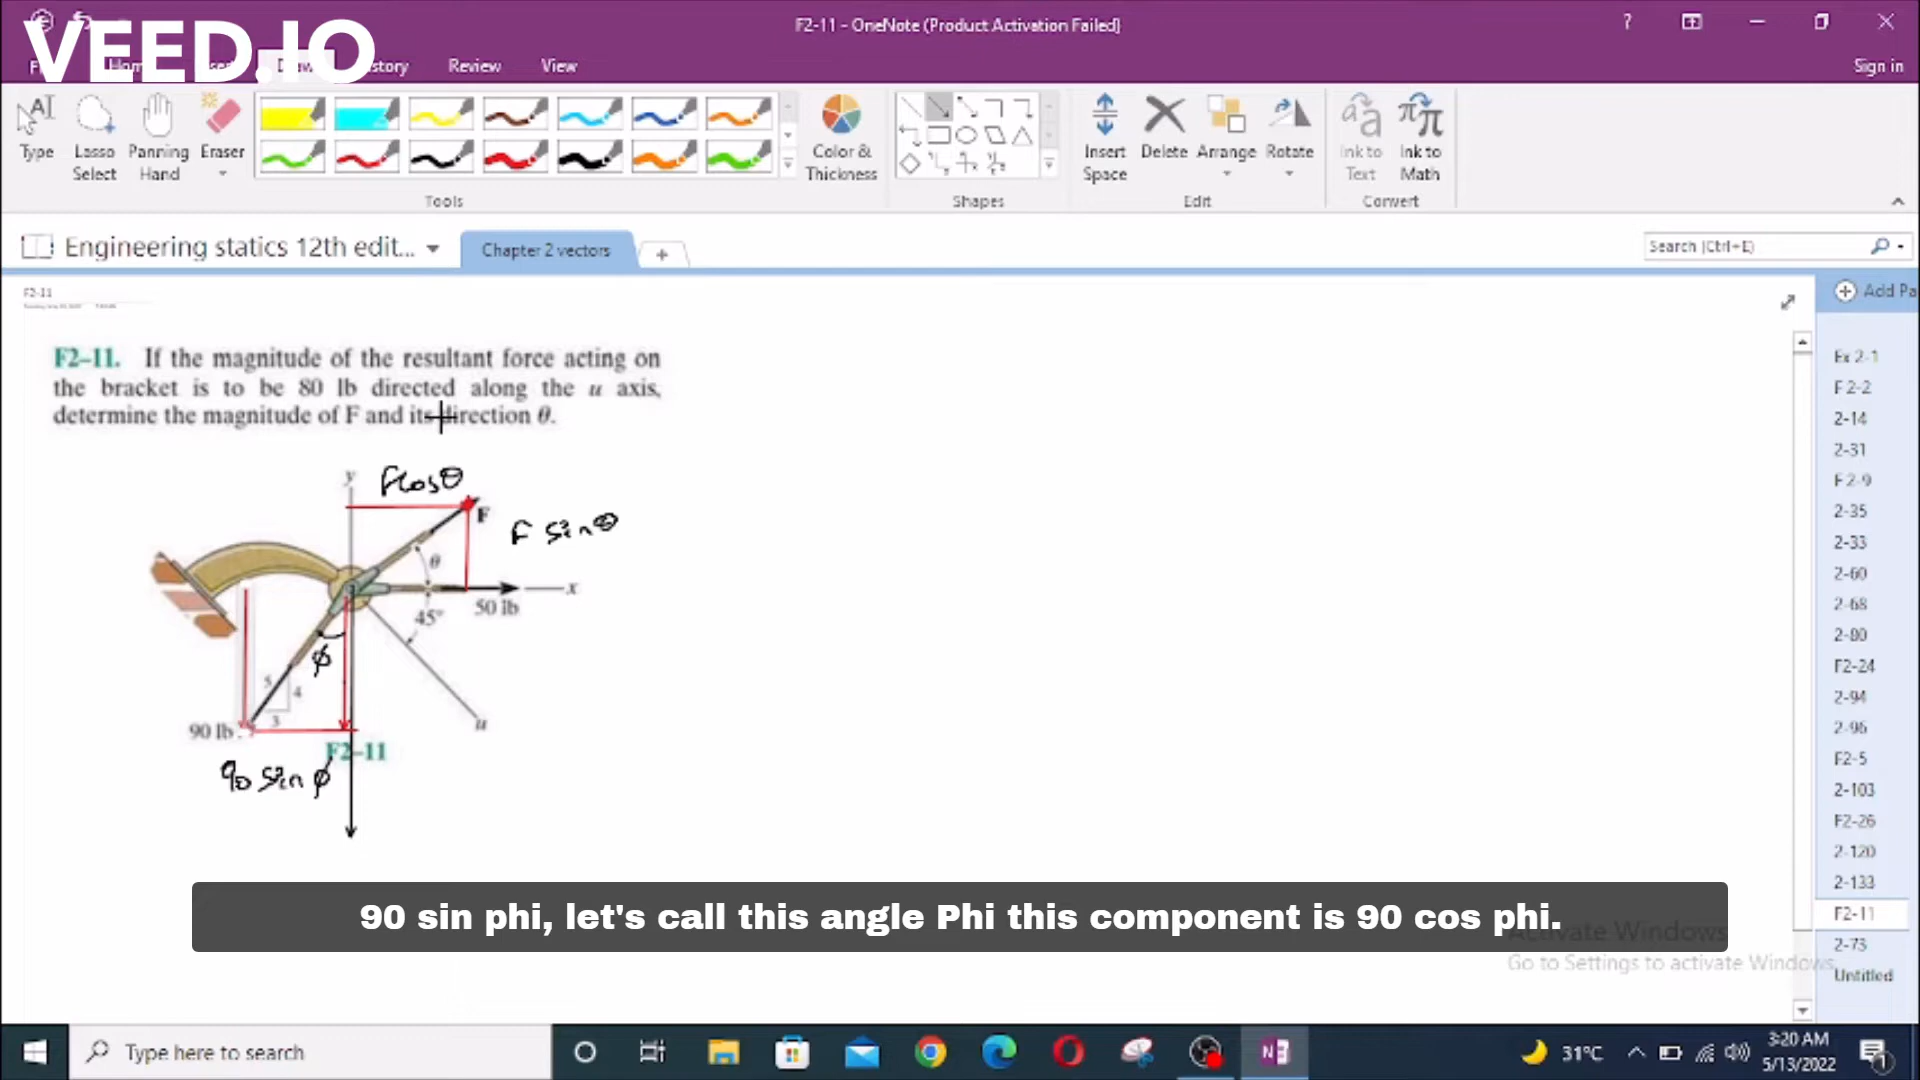 VEED.IO
F2-11 - OneNote (Product Activation Failed)
?
Review
View
Sign in
Type
Lasso
Select
Panning
Hand
Eraser
Tools
Color &
Thickness
Shapes
Insert
Space
Delete
Arrange
Rotate
Edit
Ink to
Text
Ink to
Math
Convert
Engineering statics 12th edit...
Chapter 2 vectors
Search (Ctrl+E)
F2-11
Add Pa
F2–11. If the magnitude of the resultant force acting on
the bracket is to be 80 lb directed along the u axis,
determine the magnitude of F and its direction θ.
y
Fcosθ
F
F sinθ
θ
x
50 lb
45°
ϕ
5
4
3
90 lb
u
F2–11
90 sin ϕ
Ex 2-1
F 2-2
2-14
2-31
F 2-9
2-35
2-33
2-60
2-68
2-80
F2-24
2-94
2-96
F2-5
2-103
F2-26
2-120
2-133
F2-11
2-73
Untitled
90 sin phi, let's call this angle Phi this component is 90 cos phi.
Activate Windows
Go to Settings to activate Windows.
Type here to search
31°C
3:20 AM
5/13/2022
1